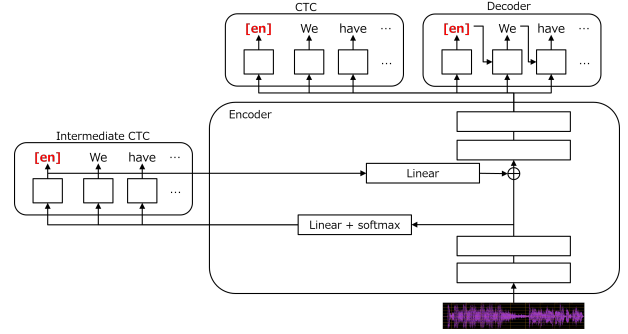 CTC
[en] We have ...
Decoder
[en] We have ...
...
...
Encoder
Intermediate CTC
[en] We have ...
...
Linear
Linear + softmax